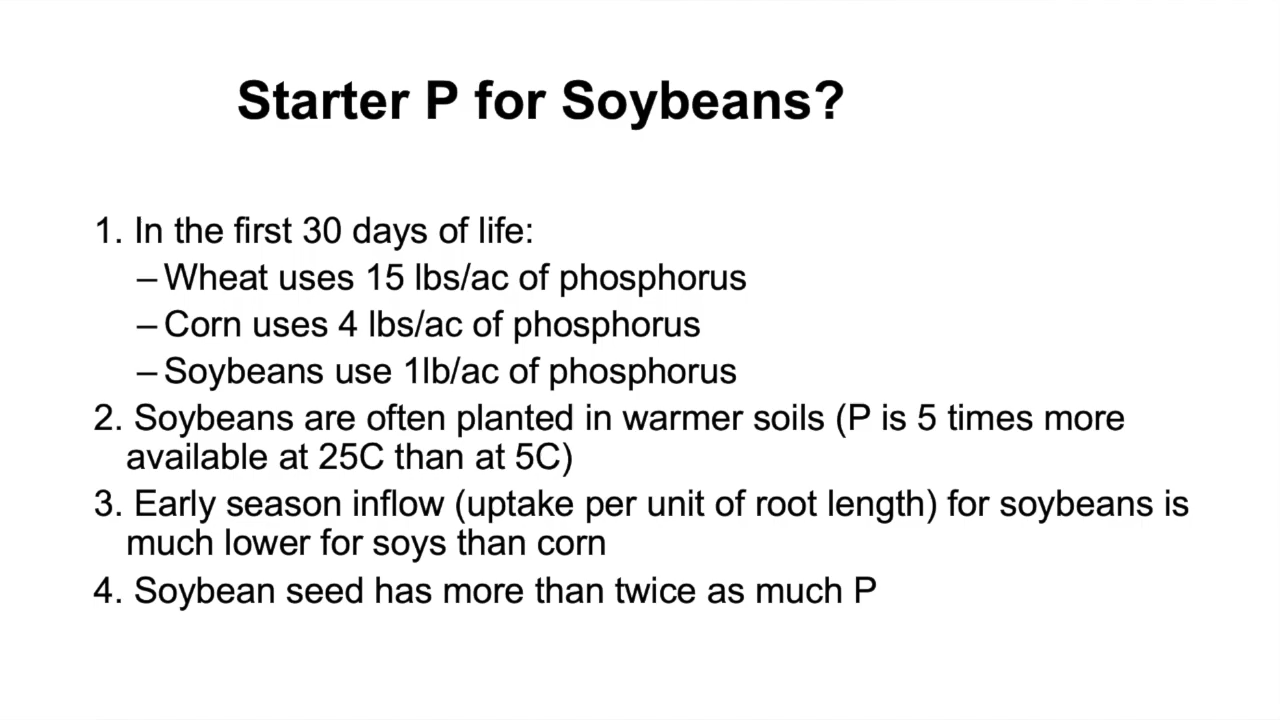 Starter P for Soybeans?
1. In the first 30 days of life:
– Wheat uses 15 lbs/ac of phosphorus
– Corn uses 4 lbs/ac of phosphorus
– Soybeans use 1lb/ac of phosphorus
2. Soybeans are often planted in warmer soils (P is 5 times more
available at 25C than at 5C)
3. Early season inflow (uptake per unit of root length) for soybeans is
much lower for soys than corn
4. Soybean seed has more than twice as much P